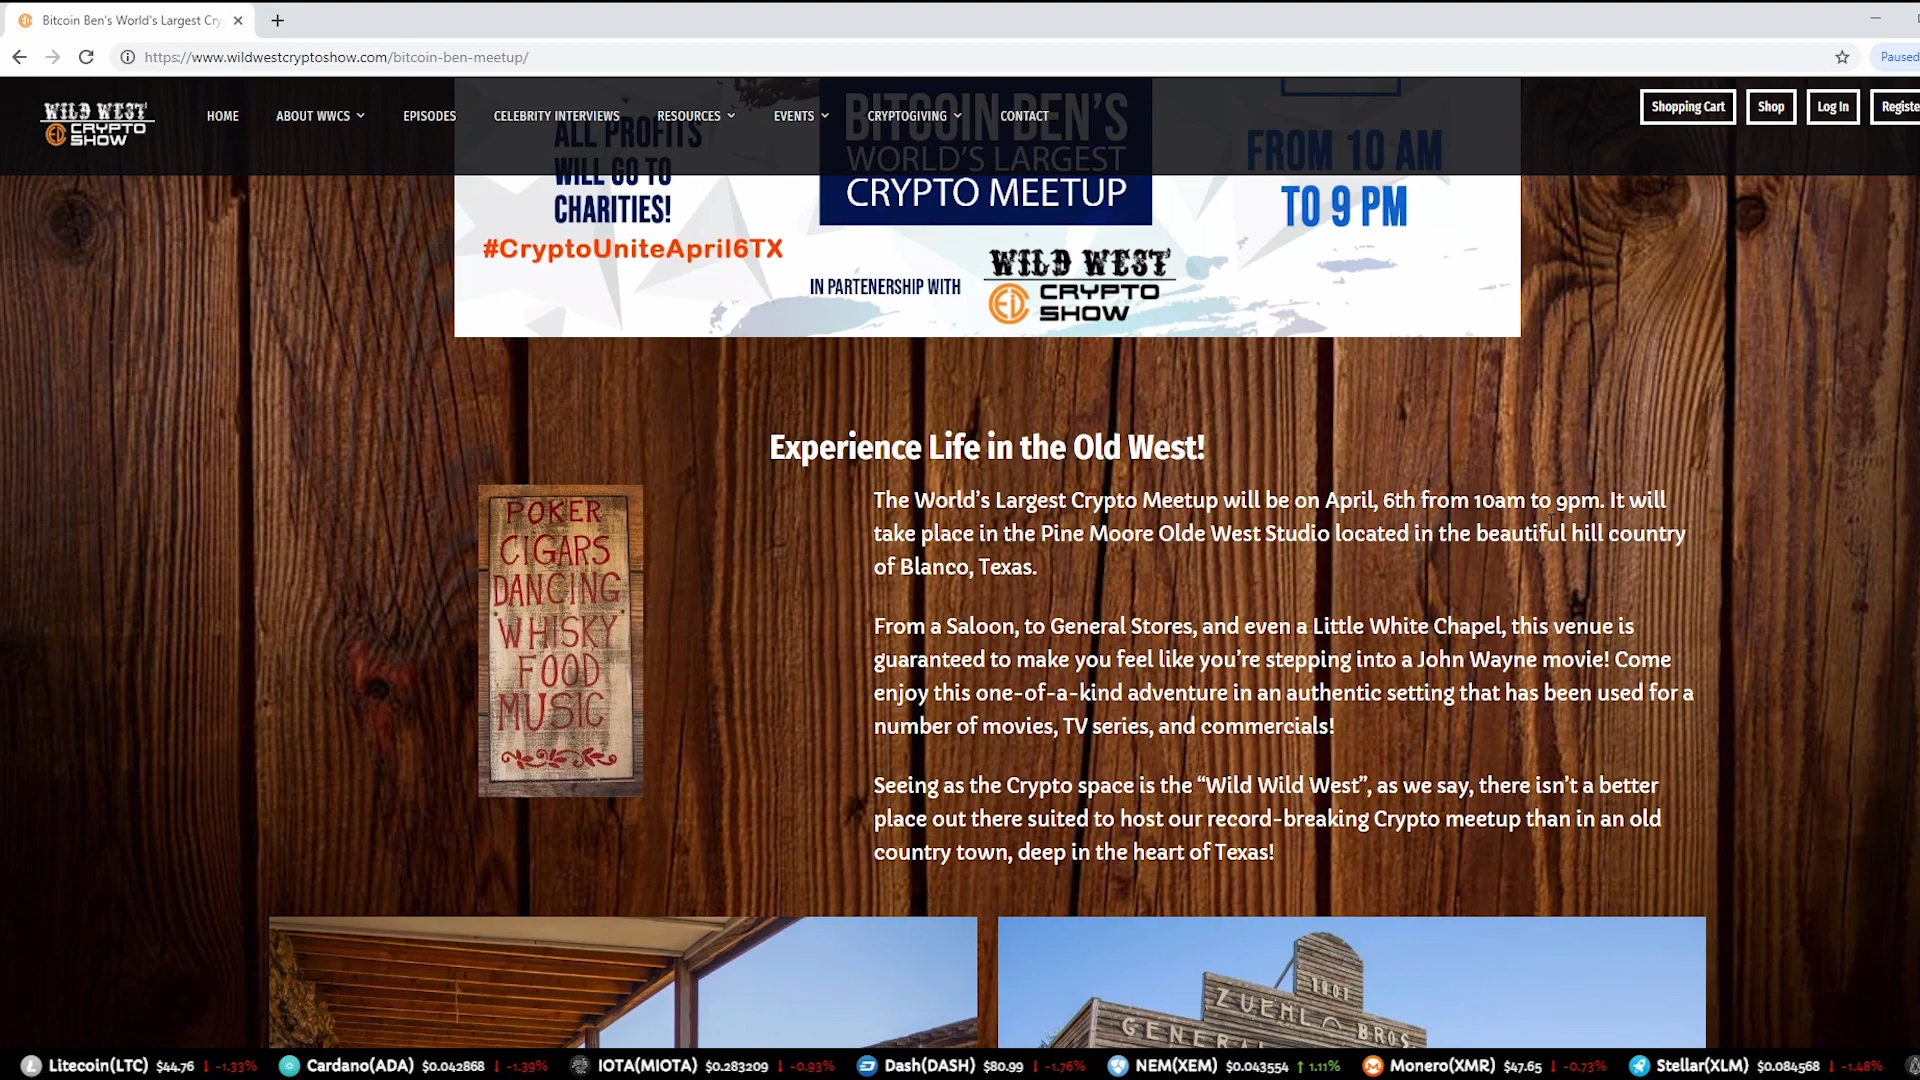 Bitcoin Ben's World's Largest Cry
https://www.wildwestcryptoshow.com/bitcoin-ben-meetup/
Paused
WILD WEST
CRYPTO
SHOW
HOME
ABOUT WWCS
EPISODES
CELEBRITY INTERVIEWS
RESOURCES
EVENTS
CRYPTOGIVING
CONTACT
Shopping Cart
Shop
Log In
Registe
ALL PROFITS
WILL GO TO
CHARITIES!
#CryptoUniteApril6TX
BITCOIN BEN'S
WORLD'S LARGEST
CRYPTO MEETUP
IN PARTENERSHIP WITH
WILD WEST
CRYPTO
SHOW
FROM 10 AM
TO 9 PM
Experience Life in the Old West!
POKER
CIGARS
DANCING
WHISKY
FOOD
MUSIC
The World's Largest Crypto Meetup will be on April, 6th from 10am to 9pm. It will
take place in the Pine Moore Olde West Studio located in the beautiful hill country
of Blanco, Texas.
From a Saloon, to General Stores, and even a Little White Chapel, this venue is
guaranteed to make you feel like you're stepping into a John Wayne movie! Come
enjoy this one-of-a-kind adventure in an authentic setting that has been used for a
number of movies, TV series, and commercials!
Seeing as the Crypto space is the “Wild Wild West”, as we say, there isn't a better
place out there suited to host our record-breaking Crypto meetup than in an old
country town, deep in the heart of Texas!
1901
ZUEHL BROS
GENERAL
Litecoin(LTC) $44.76 ↓ -1.33%
Cardano(ADA) $0.042868 ↓ -1.39%
IOTA(MIOTA) $0.283209 ↓ -0.93%
Dash(DASH) $80.99 ↓ -1.76%
NEM(XEM) $0.043554 ↑ 1.11%
Monero(XMR) $47.65 ↓ -0.73%
Stellar(XLM) $0.084568 ↓ -1.48%